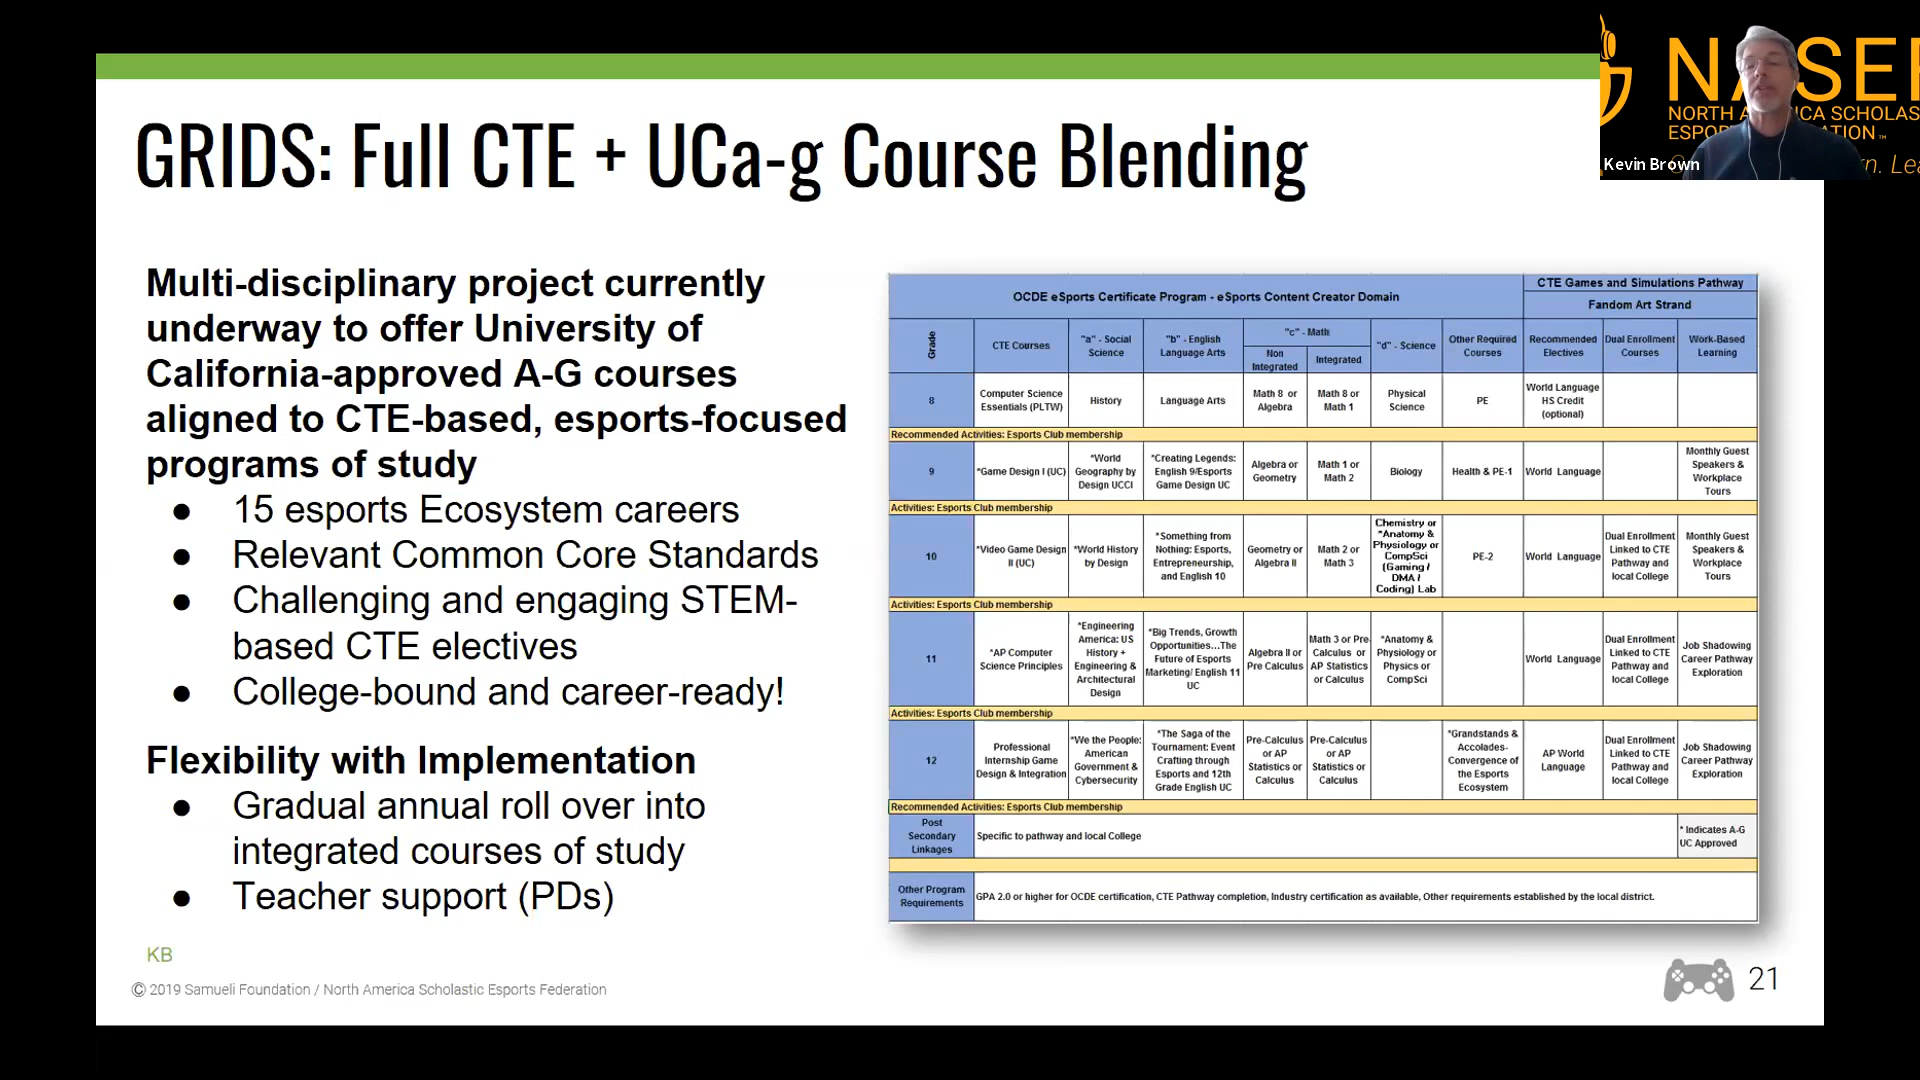 GRIDS: Full CTE + UCa-g Course Blending
Multi-disciplinary project currently
underway to offer University of
California-approved A-G courses
aligned to CTE-based, esports-focused
programs of study
● 15 esports Ecosystem careers
● Relevant Common Core Standards
● Challenging and engaging STEM-
based CTE electives
● College-bound and career-ready!
Flexibility with Implementation
● Gradual annual roll over into
integrated courses of study
● Teacher support (PDs)
KB
© 2019 Samueli Foundation / North America Scholastic Esports Federation
21
OCDE eSports Certificate Program - eSports Content Creator Domain
CTE Games and Simulations Pathway
Fandom Art Strand
Grade
CTE Courses
"a" - Social
Science
"b" - English
Language Arts
"c" - Math
Non
Integrated
Integrated
"d" - Science
Other Required
Courses
Recommended
Electives
Dual Enrollment
Courses
Work-Based
Learning
8
Computer Science
Essentials (PLTW)
History
Language Arts
Math 8 or
Algebra
Math 8 or
Math 1
Physical
Science
PE
World Language
HS Credit
(optional)
Recommended Activities: Esports Club membership
9
*Game Design I (UC)
*World
Geography by
Design UCCI
*Creating Legends:
English 9/Esports
Game Design UC
Algebra or
Geometry
Math 1 or
Math 2
Biology
Health & PE-1
World Language
Monthly Guest
Speakers &
Workplace
Tours
Activities: Esports Club membership
10
*Video Game Design
II (UC)
*World History
by Design
*Something from
Nothing: Esports,
Entrepreneurship,
and English 10
Geometry or
Algebra II
Math 2 or
Math 3
Chemistry or
*Anatomy &
Physiology or
CompSci
(Gaming /
DMA /
Coding) Lab
PE-2
World Language
Dual Enrollment
Linked to CTE
Pathway and
local College
Monthly Guest
Speakers &
Workplace
Tours
Activities: Esports Club membership
11
*AP Computer
Science Principles
*Engineering
America: US
History +
Engineering &
Architectural
Design
*Big Trends, Growth
Opportunities...The
Future of Esports
Marketing/ English 11
UC
Algebra II or
Pre Calculus
Math 3 or Pre-
Calculus or
AP Statistics
or Calculus
*Anatomy &
Physiology or
Physics or
CompSci
World Language
Dual Enrollment
Linked to CTE
Pathway and
local College
Job Shadowing
Career Pathway
Exploration
Activities: Esports Club membership
12
Professional
Internship Game
Design & Integration
*We the People:
American
Government &
Cybersecurity
*The Saga of the
Tournament: Event
Crafting through
Esports and 12th
Grade English UC
Pre-Calculus
or AP
Statistics or
Calculus
Pre-Calculus
or AP
Statistics or
Calculus
*Grandstands &
Accolades-
Convergence of
the Esports
Ecosystem
AP World
Language
Dual Enrollment
Linked to CTE
Pathway and
local College
Job Shadowing
Career Pathway
Exploration
Recommended Activities: Esports Club membership
Post
Secondary
Linkages
Specific to pathway and local College
* Indicates A-G
UC Approved
Other Program
Requirements
GPA 2.0 or higher for OCDE certification, CTE Pathway completion, Industry certification as available, Other requirements established by the local district.
NASEF
NORTH AMERICA SCHOLAS
ESPOR ATION™
Kevin Brown